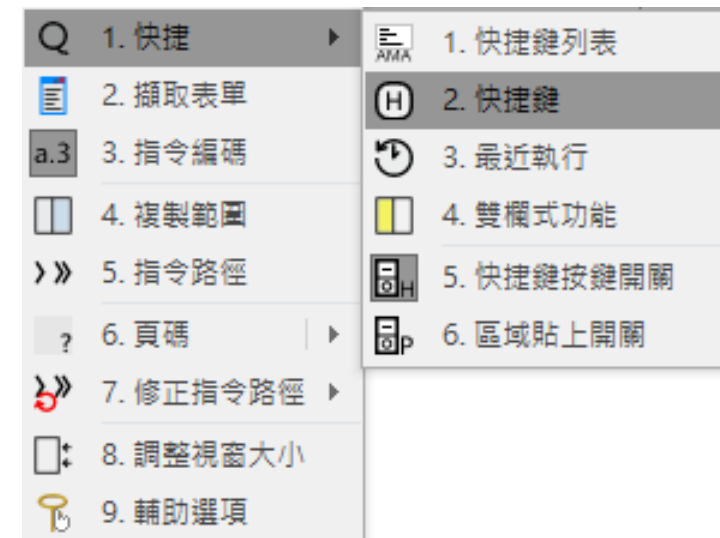 1. 快捷
2. 擷取表單
a.3 3. 指令編碼
4. 複製範圍
5. 指令路徑
? 6. 頁碼
7. 修正指令路徑
8. 調整視窗大小
9. 輔助選項
AMA 1. 快捷鍵列表
H 2. 快捷鍵
3. 最近執行
4. 雙欄式功能
H 5. 快捷鍵按鍵開關
P 6. 區域貼上開關